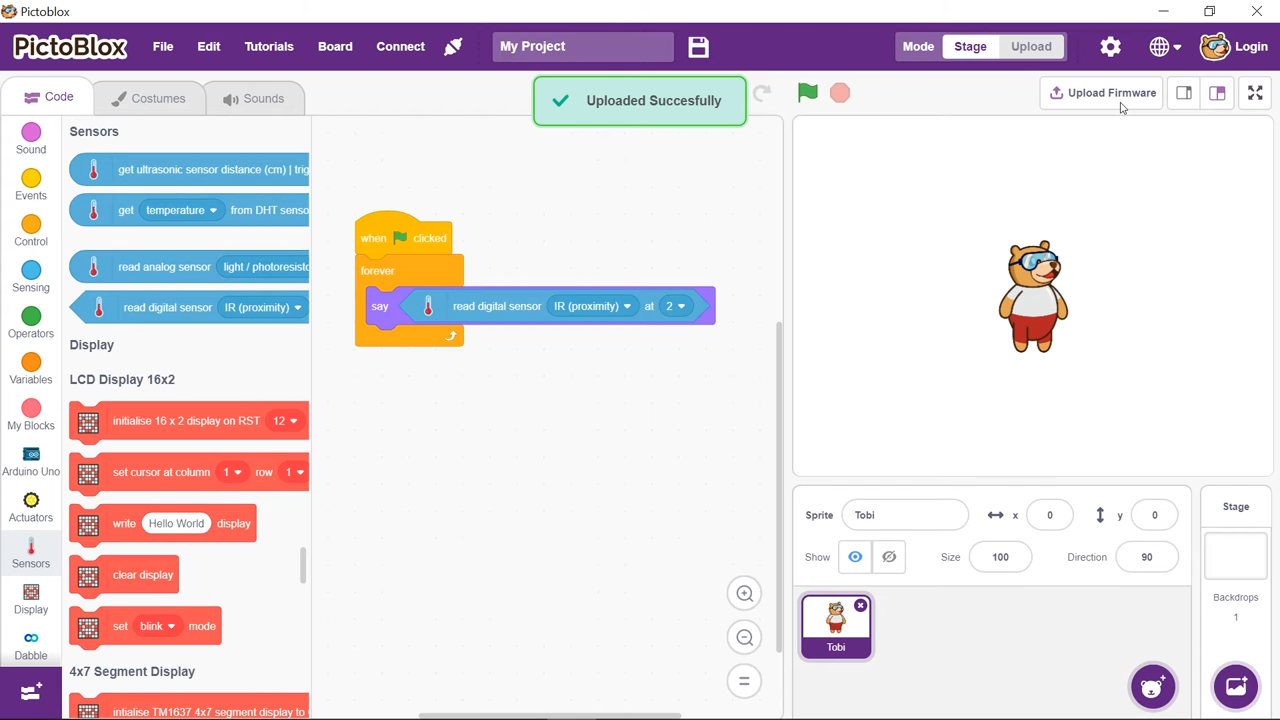 Pictoblox
PictoBlox File Edit Tutorials Board Connect My Project Mode Stage Upload Login
Code Costumes Sounds Uploaded Succesfully Upload Firmware
Sound
Events
Control
Sensing
Operators
Variables
My Blocks
Arduino Uno
Actuators
Sensors
Display
Dabble
Sensors
get ultrasonic sensor distance (cm) | trig
get temperature from DHT senso
read analog sensor light / photoresisto
read digital sensor IR (proximity)
Display
LCD Display 16x2
initialise 16 x 2 display on RST 12
set cursor at column 1 row 1
write Hello World display
clear display
set blink mode
4x7 Segment Display
intialise TM1637 4x7 segment display to
when clicked
forever
say read digital sensor IR (proximity) at 2
Sprite Tobi x 0 y 0
Show Size 100 Direction 90
Tobi
Stage
Backdrops
1